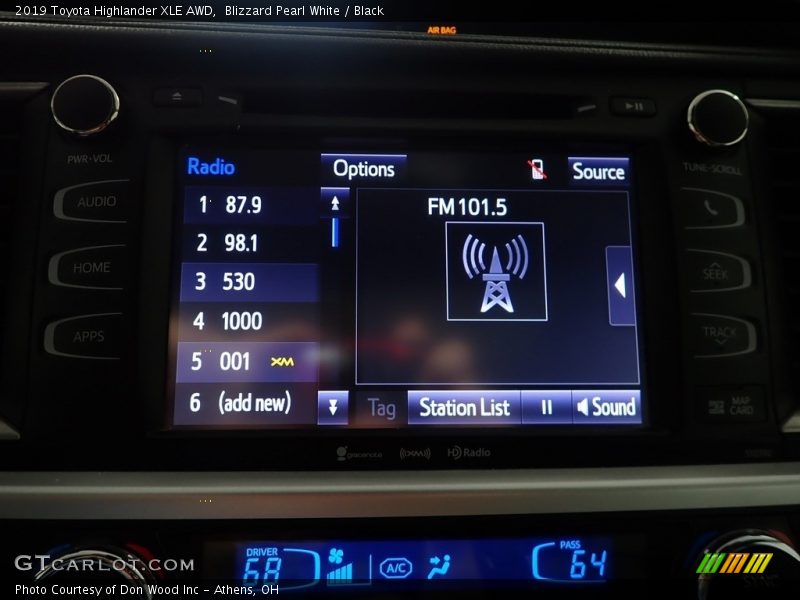 2019 Toyota Highlander XLE AWD, Blizzard Pearl White / Black
AIR BAG
PWR•VOL
TUNE•SCROLL
AUDIO
HOME
APPS
SEEK
TRACK
MAP CARD
Radio
Options
Source
1 87.9
2 98.1
3 530
4 1000
5 001 XM
6 (add new)
FM 101.5
Tag
Station List
Sound
gracenote
((XM))
HD Radio
DRIVER
68
A/C
PASS
64
SYNC
GTCARLOT.COM
Photo Courtesy of Don Wood Inc - Athens, OH